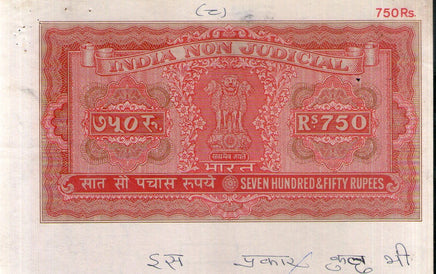 (८)
750Rs.
INDIA NON JUDICIAL
७५० रु.
Rs 750
सत्यमेव जयते
भारत
सात सौ पचास रुपये
SEVEN HUNDRED & FIFTY RUPEES
इस प्रकार कुल भी